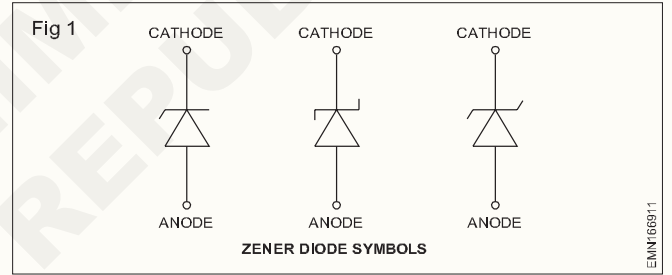 Fig 1
CATHODE CATHODE CATHODE
ANODE ANODE ANODE
ZENER DIODE SYMBOLS
EMN166911